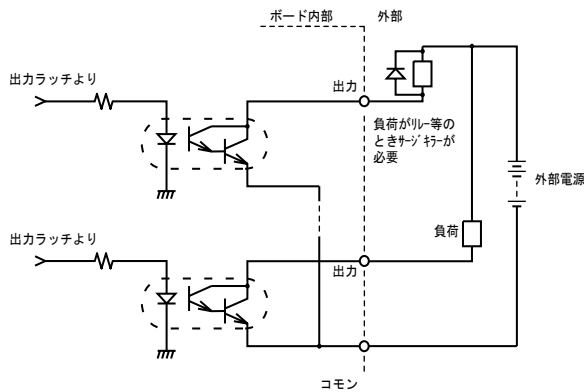 ボード内部
外部
出力ラッチより
出力
負荷がﾘﾚｰ等の
ときｻｰｼﾞｷﾗｰが
必要
外部電源
出力ラッチより
負荷
出力
コモン